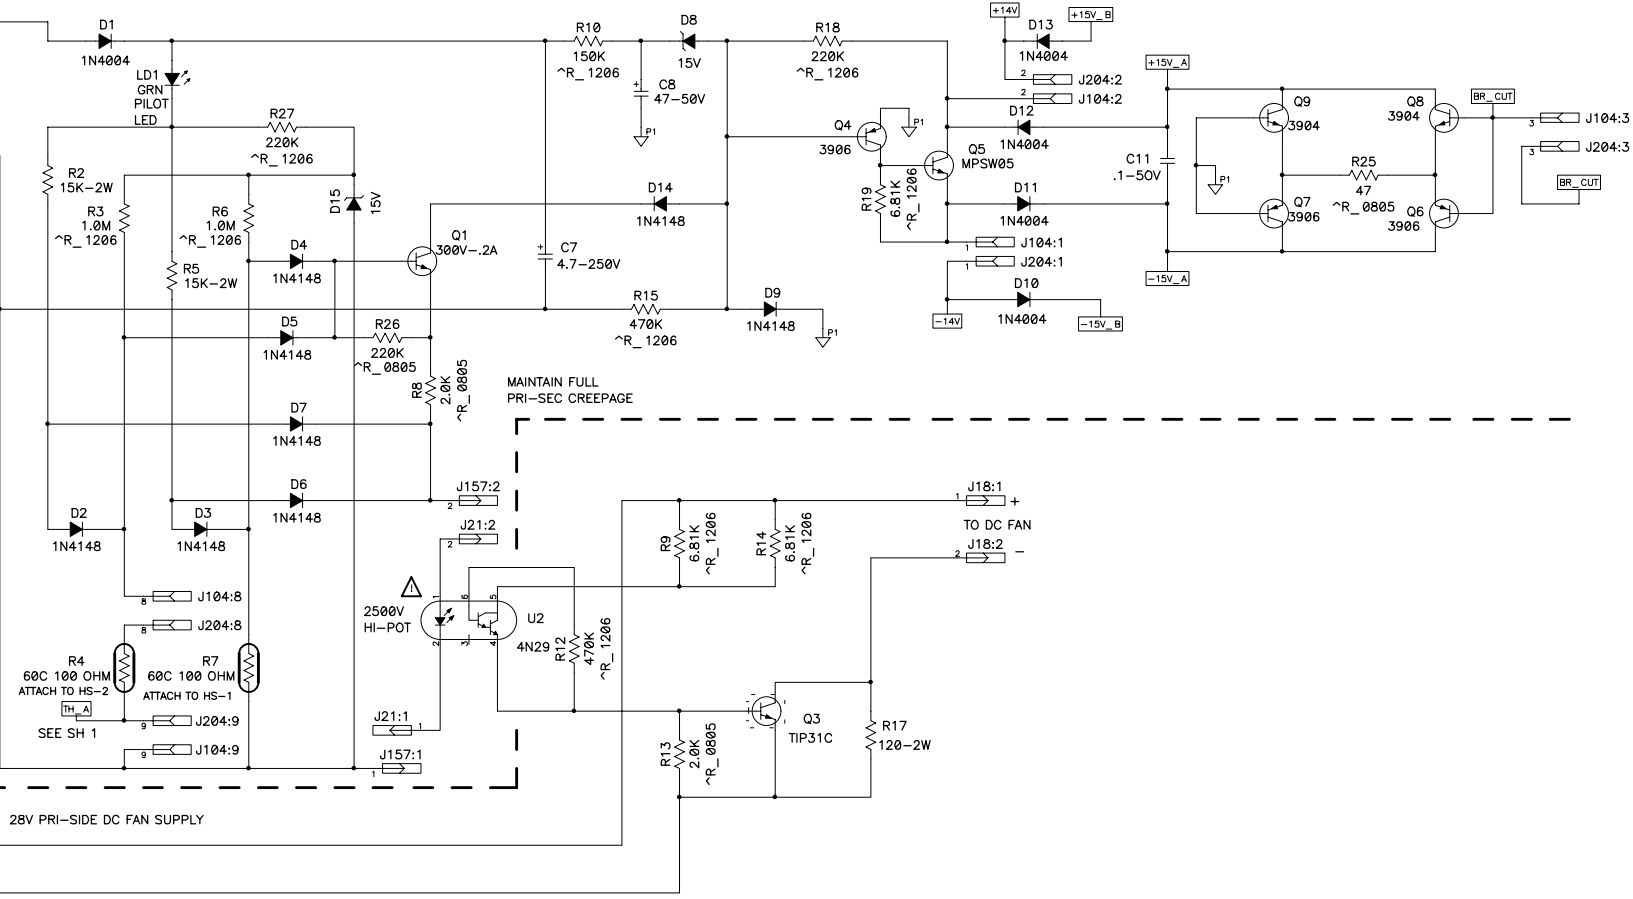 D1
1N4004
LD1
GRN
PILOT
LED
R27
220K
^R_1206
R2
15K-2W
R3
1.0M
^R_1206
R6
1.0M
^R_1206
D15
15V
D4
1N4148
Q1
300V-.2A
R5
15K-2W
D5
1N4148
R26
220K
^R_0805
R8
2.0K
^R_0805
D7
1N4148
D6
1N4148
D2
1N4148
D3
1N4148
R10
150K
^R_1206
D8
15V
+
C8
47-50V
P1
R18
220K
^R_1206
+14V
D13
1N4004
+15V_B
2
J204:2
2
J104:2
D12
1N4004
Q4
3906
P1
Q5
MPSW05
R19
6.81K
^R_1206
D14
1N4148
D11
1N4004
1
J104:1
1
J204:1
+
C7
4.7-250V
R15
470K
^R_1206
D9
1N4148
P1
D10
1N4004
-14V
-15V_B
+15V_A
C11
.1-50V
-15V_A
Q9
3904
Q8
3904
P1
R25
47
^R_0805
Q7
3906
Q6
3906
BR_CUT
3
J104:3
3
J204:3
BR_CUT
MAINTAIN FULL
PRI-SEC CREEPAGE
J157:2
2
J21:2
2
2500V
HI-POT
1
6
5
2
3
4
U2
4N29
R12
470K
^R_1206
R9
6.81K
^R_1206
R14
6.81K
^R_1206
1
J18:1
+
TO DC FAN
2
J18:2
-
8
J104:8
8
J204:8
R4
60C 100 OHM
ATTACH TO HS-2
R7
60C 100 OHM
ATTACH TO HS-1
TH_A
SEE SH 1
9
J204:9
9
J104:9
J21:1
1
J157:1
1
R13
2.0K
^R_0805
Q3
TIP31C
R17
120-2W
28V PRI-SIDE DC FAN SUPPLY